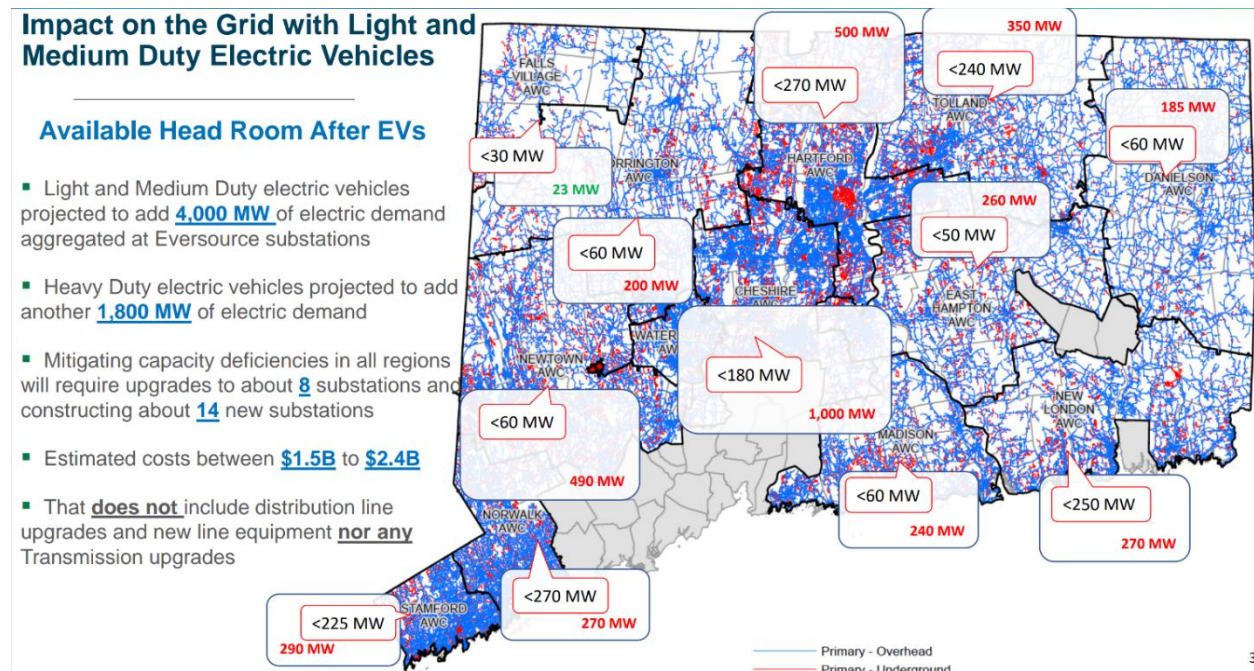 Impact on the Grid with Light and
Medium Duty Electric Vehicles
Available Head Room After EVs
▪ Light and Medium Duty electric vehicles
projected to add 4,000 MW of electric demand
aggregated at Eversource substations
▪ Heavy Duty electric vehicles projected to add
another 1,800 MW of electric demand
▪ Mitigating capacity deficiencies in all regions
will require upgrades to about 8 substations and
constructing about 14 new substations
▪ Estimated costs between $1.5B to $2.4B
▪ That does not include distribution line
upgrades and new line equipment nor any
Transmission upgrades
FALLS
VILLAGE
AWC
<30 MW
23 MW
ORRINGTON
AWC
<60 MW
200 MW
500 MW
<270 MW
HARTFORD
AWC
350 MW
<240 MW
TOLLAND
AWC
185 MW
<60 MW
DANIELSON
AWC
260 MW
<50 MW
EAST
HAMPTON
AWC
CHESHIRE
<180 MW
1,000 MW
WATER
NEWTOWN
AWC
<60 MW
490 MW
MADISON
AWC
<60 MW
240 MW
NEW
LONDON
AWC
<250 MW
270 MW
NORWALK
AWC
<270 MW
270 MW
STAMFORD
AWC
<225 MW
290 MW
Primary - Overhead
Primary - Underground
3